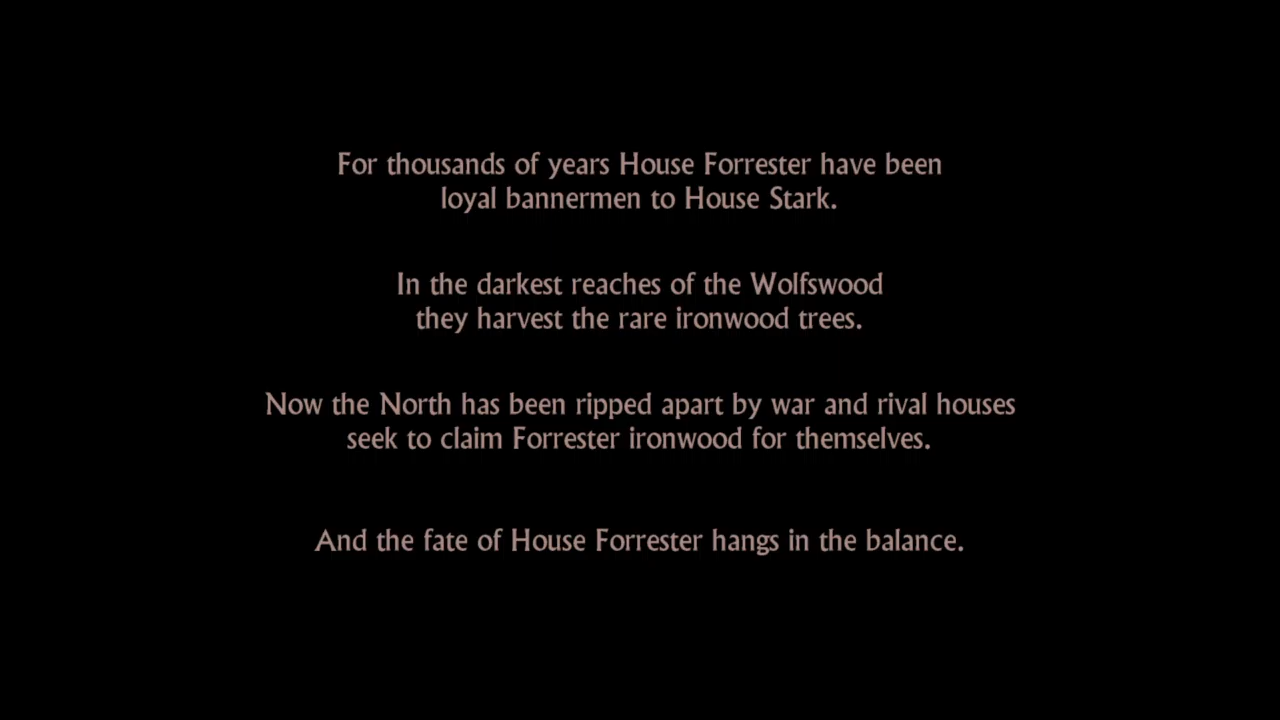 For thousands of years House Forrester have been
loyal bannermen to House Stark.
In the darkest reaches of the Wolfswood
they harvest the rare ironwood trees.
Now the North has been ripped apart by war and rival houses
seek to claim Forrester ironwood for themselves.
And the fate of House Forrester hangs in the balance.